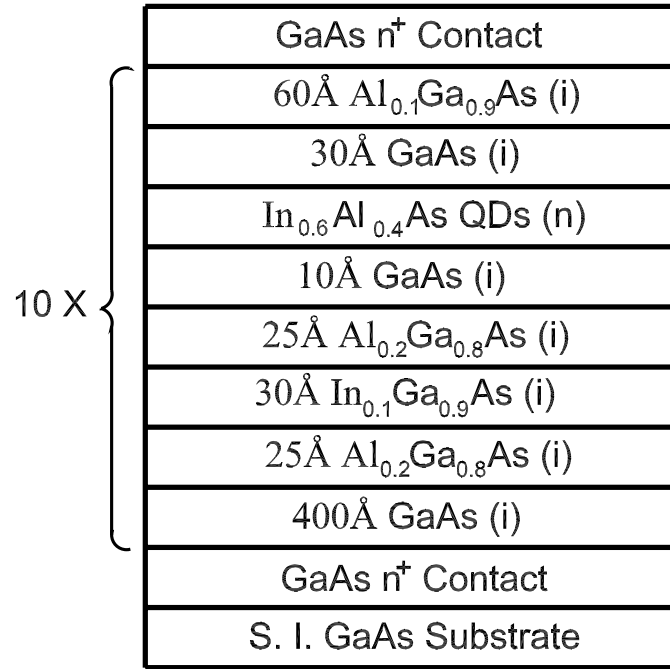 GaAs n⁺ Contact
60Å Al₀.₁Ga₀.₉As (i)
30Å GaAs (i)
In₀.₆Al₀.₄As QDs (n)
10Å GaAs (i)
10 X
25Å Al₀.₂Ga₀.₈As (i)
30Å In₀.₁Ga₀.₉As (i)
25Å Al₀.₂Ga₀.₈As (i)
400Å GaAs (i)
GaAs n⁺ Contact
S. I. GaAs Substrate